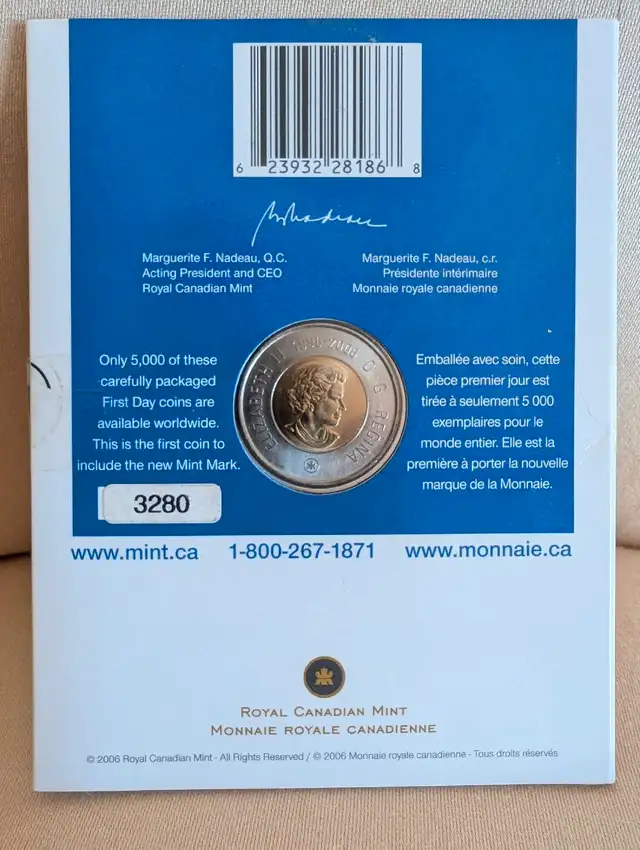 6 23932 28186 8
Marguerite F. Nadeau, Q.C.
Acting President and CEO
Royal Canadian Mint
Marguerite F. Nadeau, c.r.
Présidente intérimaire
Monnaie royale canadienne
Only 5,000 of these
carefully packaged
First Day coins are
available worldwide.
This is the first coin to
include the new Mint Mark.
3280
ELIZABETH II 1996 2006 D G REGINA
Emballée avec soin, cette
pièce premier jour est
tirée à seulement 5 000
exemplaires pour le
monde entier. Elle est la
première à porter la nouvelle
marque de la Monnaie.
www.mint.ca 1-800-267-1871 www.monnaie.ca
ROYAL CANADIAN MINT
MONNAIE ROYALE CANADIENNE
© 2006 Royal Canadian Mint - All Rights Reserved / © 2006 Monnaie royale canadienne - Tous droits réservés